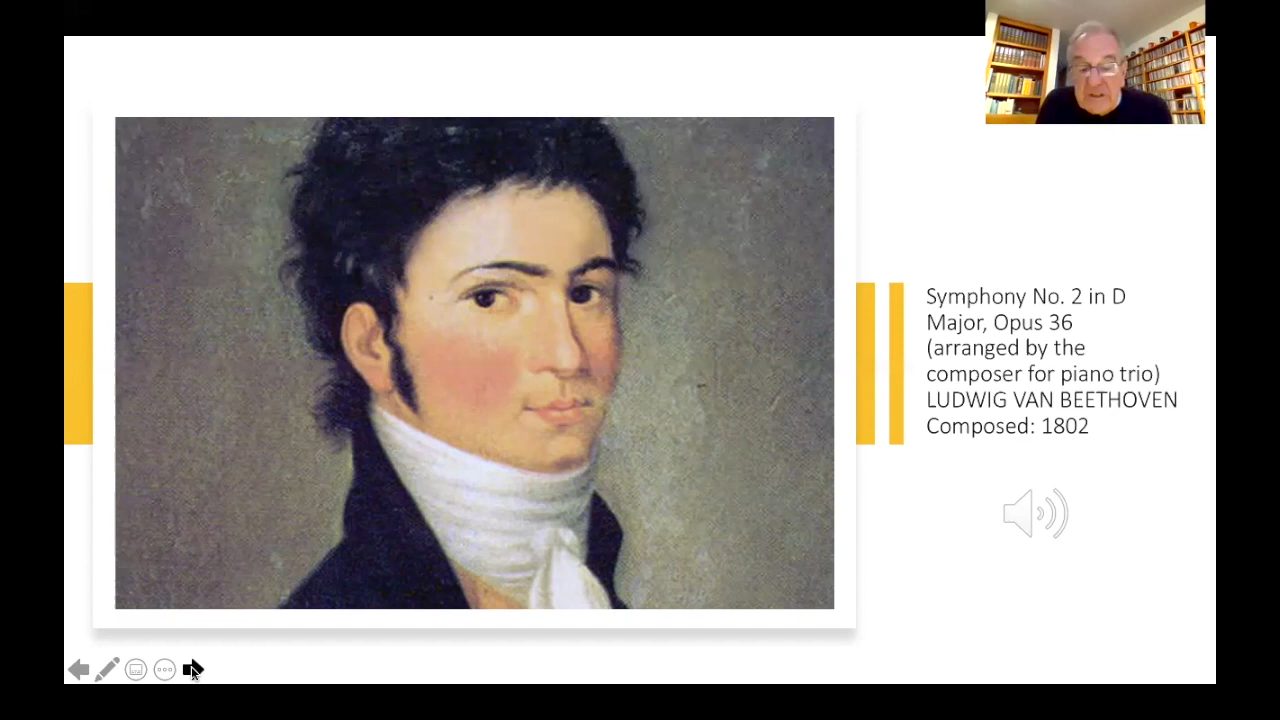 Symphony No. 2 in D
Major, Opus 36
(arranged by the
composer for piano trio)
LUDWIG VAN BEETHOVEN
Composed: 1802